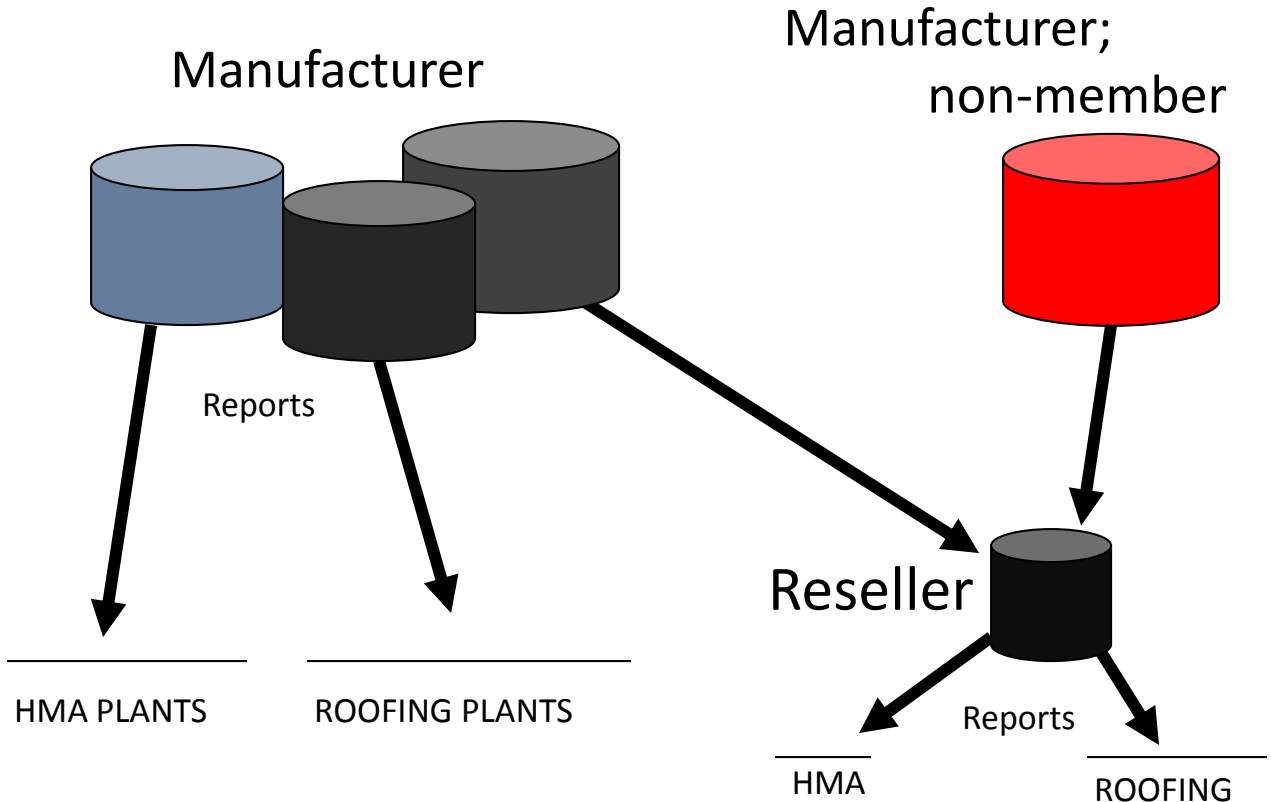 Manufacturer
Manufacturer;
non-member
Reports
Reseller
HMA PLANTS
ROOFING PLANTS
Reports
HMA
ROOFING